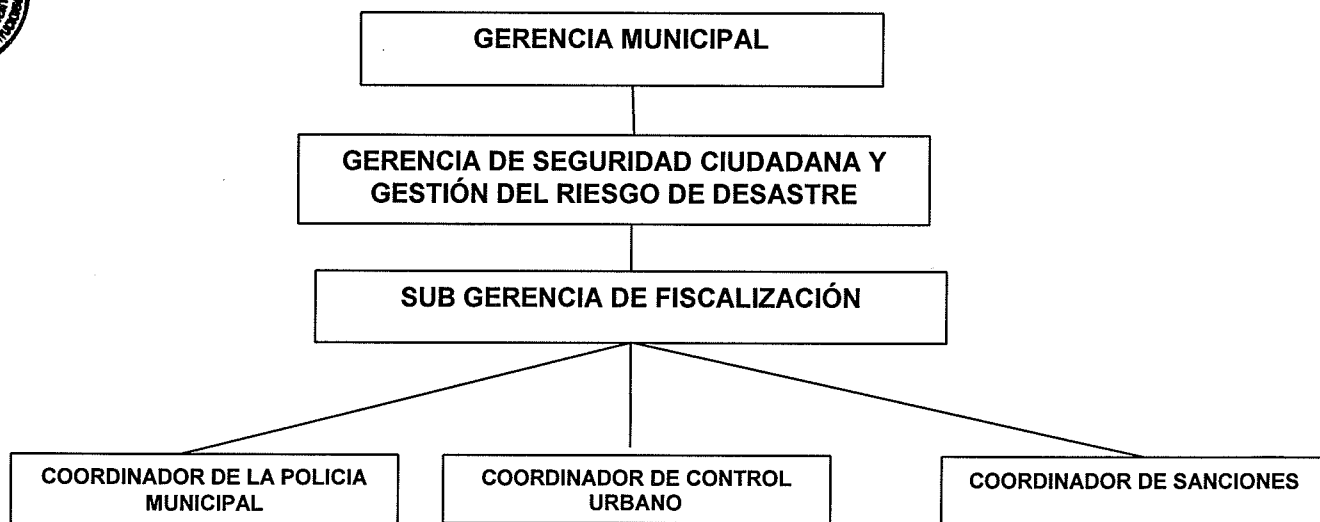 GERENCIA MUNICIPAL
GERENCIA DE SEGURIDAD CIUDADANA Y
GESTIÓN DEL RIESGO DE DESASTRE
SUB GERENCIA DE FISCALIZACIÓN
COORDINADOR DE LA POLICIA
MUNICIPAL
COORDINADOR DE CONTROL
URBANO
COORDINADOR DE SANCIONES